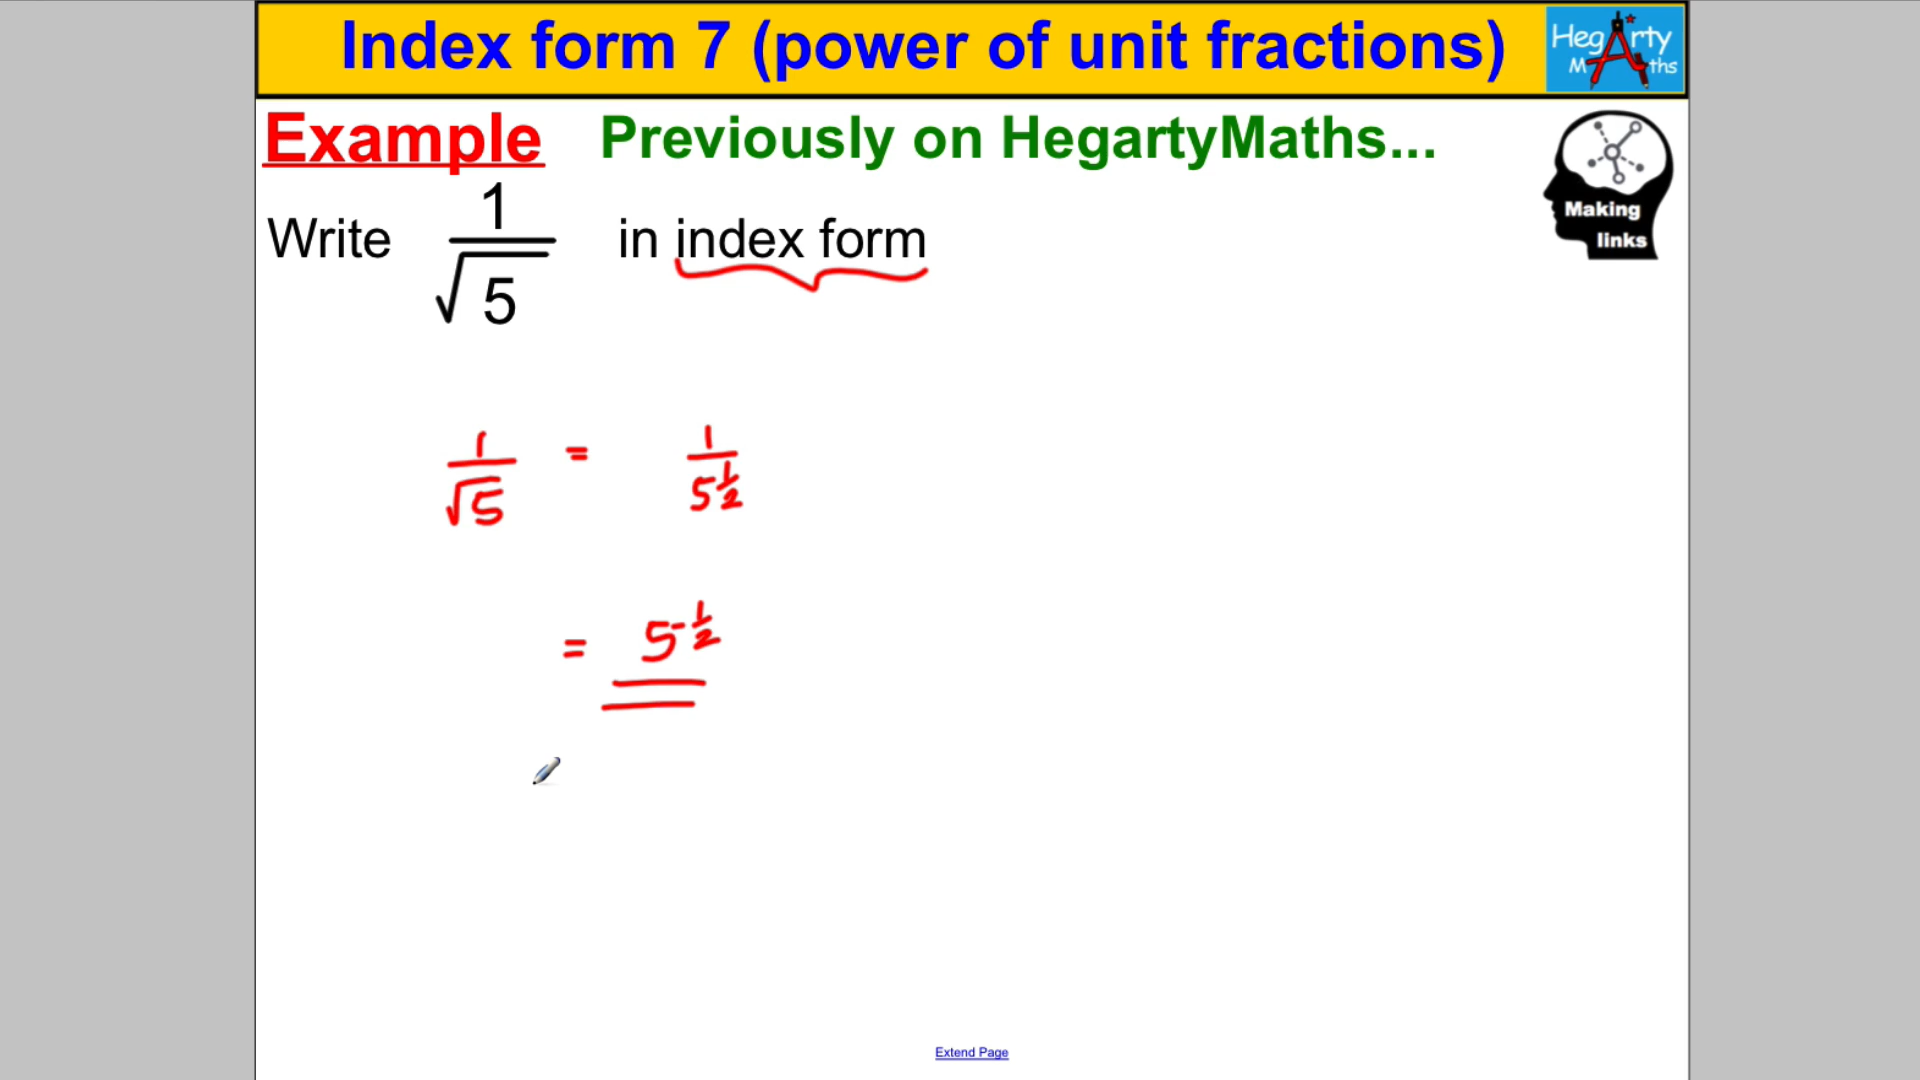 Index form 7 (power of unit fractions)
HegArty
Maths
Example Previously on HegartyMaths...
Write 1/√5 in index form
Making
links
1/√5 = 1/5^(1/2)
= 5^(-1/2)
Extend Page